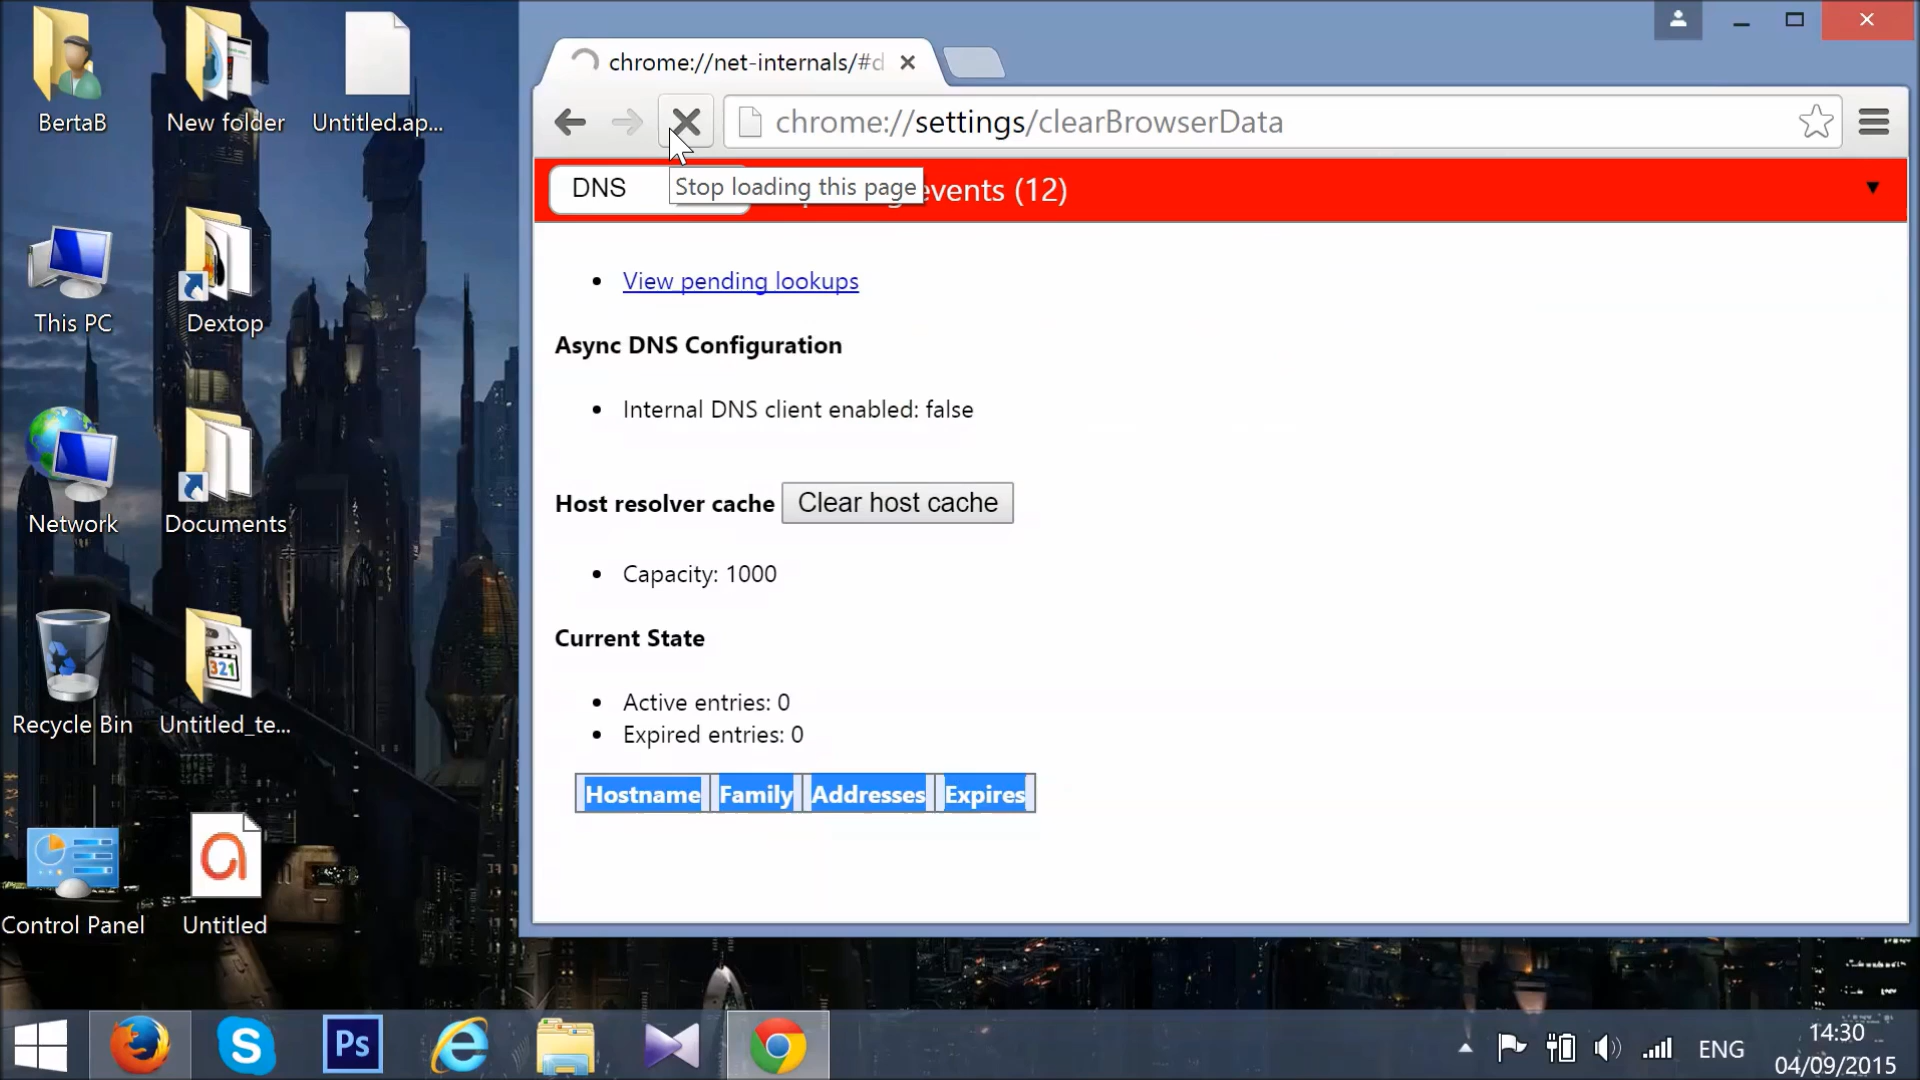 BertaB
New folder
Untitled.ap...
This PC
Dextop
Network
Documents
321
Recycle Bin
Untitled_te...
Control Panel
Untitled
chrome://net-internals/#d
chrome://settings/clearBrowserData
DNS
Stop loading this page
events (12)
View pending lookups
Async DNS Configuration
Internal DNS client enabled: false
Host resolver cache
Clear host cache
Capacity: 1000
Current State
Active entries: 0
Expired entries: 0
Hostname Family Addresses Expires
Ps
ENG
14:30
04/09/2015